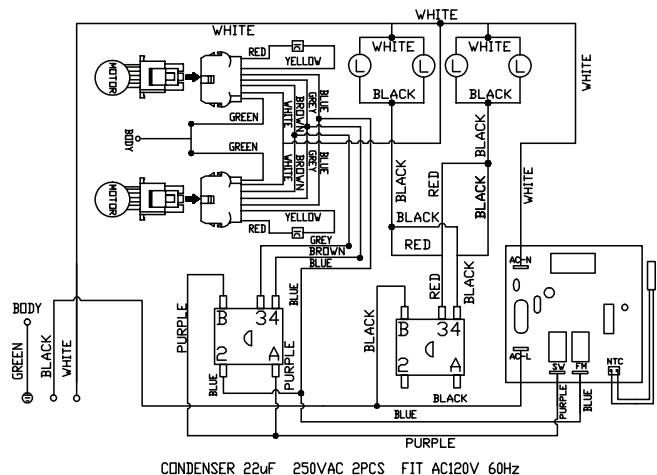 WHITE
WHITE
RED
C
YELLOW
MOTOR
WHITE
WHITE
L
L
L
L
BLACK
BLACK
WHITE
WHITE
BROWN
GREY
BLUE
GREEN
BODY
GREEN
WHITE
BROWN
GREY
BLUE
BLACK
BLACK
RED
BLACK
WHITE
MOTOR
YELLOW
RED
C
GREY
BROWN
BLUE
BLACK
RED
AC-N
BLUE
RED
BLACK
BODY
PURPLE
B 34
2 A
BLACK
B 34
2 A
AC-L
SW FM NTC
GREEN
BLACK
WHITE
BLUE
PURPLE
PURPLE
BLUE
BLACK
BLUE
PURPLE
CONDENSER 22uF 250VAC 2PCS FIT AC120V 60Hz